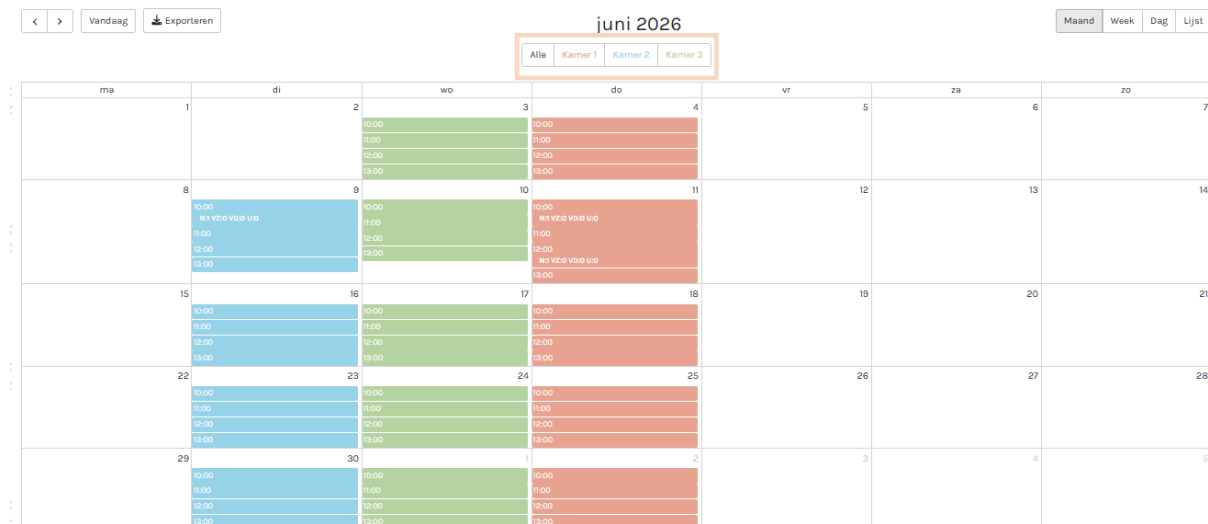 Vandaag Exporteren juni 2026 Maand Week Dag Lijst
Alle Kamer 1 Kamer 2 Kamer 3
ma di wo do vr za zo
1 2 3 4 5 6 7
10:00 10:00
11:00 11:00
12:00 12:00
13:00 13:00
8 9 10 11 12 13 14
10:00 10:00 10:00
N:1 VZ:0 VD:0 U:0 N:1 VZ:0 VD:0 U:0
11:00 11:00 11:00
12:00 12:00 12:00
N:1 VZ:0 VD:0 U:0
13:00 13:00 13:00
15 16 17 18 19 20 21
10:00 10:00 10:00
11:00 11:00 11:00
12:00 12:00 12:00
13:00 13:00 13:00
22 23 24 25 26 27 28
10:00 10:00 10:00
11:00 11:00 11:00
12:00 12:00 12:00
13:00 13:00 13:00
29 30 1 2 3 4 5
10:00 10:00 10:00
11:00 11:00 11:00
12:00 12:00 12:00
13:00 13:00 13:00